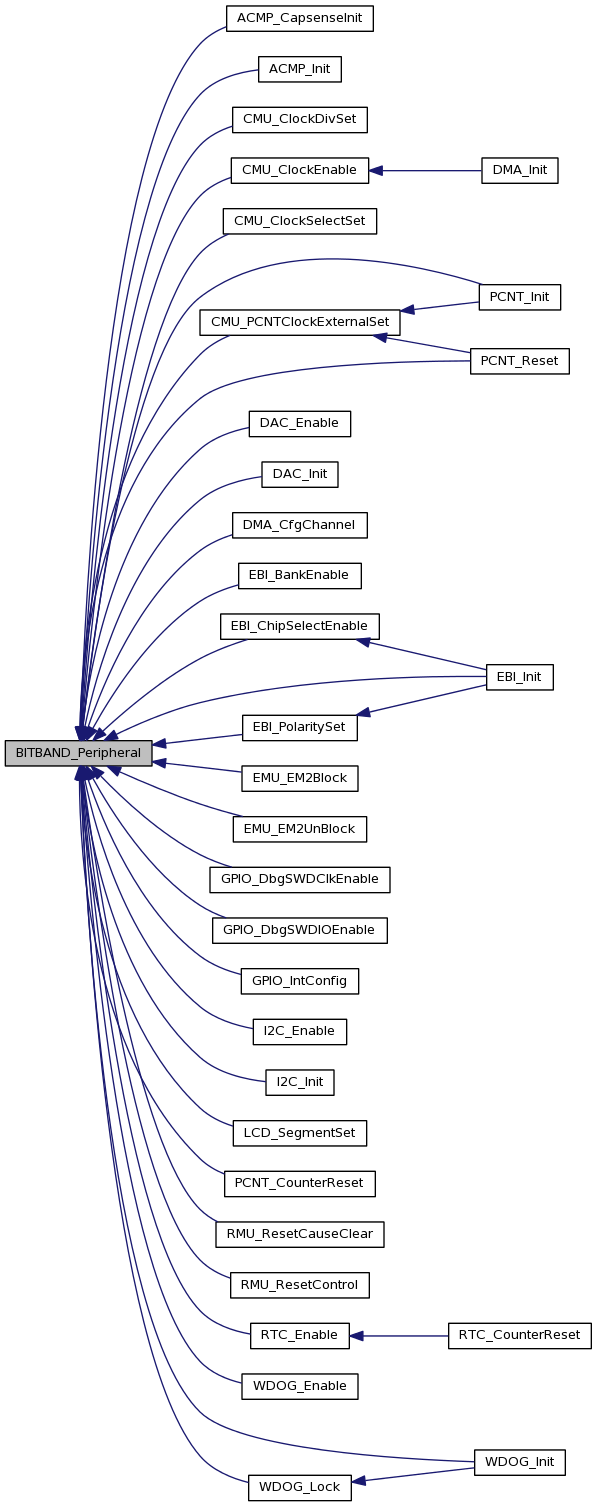 ACMP_CapsenseInit
ACMP_Init
CMU_ClockDivSet
CMU_ClockEnable
DMA_Init
CMU_ClockSelectSet
PCNT_Init
CMU_PCNTClockExternalSet
PCNT_Reset
DAC_Enable
DAC_Init
DMA_CfgChannel
EBI_BankEnable
EBI_ChipSelectEnable
EBI_Init
EBI_PolaritySet
BITBAND_Peripheral
EMU_EM2Block
EMU_EM2UnBlock
GPIO_DbgSWDClkEnable
GPIO_DbgSWDIOEnable
GPIO_IntConfig
I2C_Enable
I2C_Init
LCD_SegmentSet
PCNT_CounterReset
RMU_ResetCauseClear
RMU_ResetControl
RTC_Enable
RTC_CounterReset
WDOG_Enable
WDOG_Init
WDOG_Lock